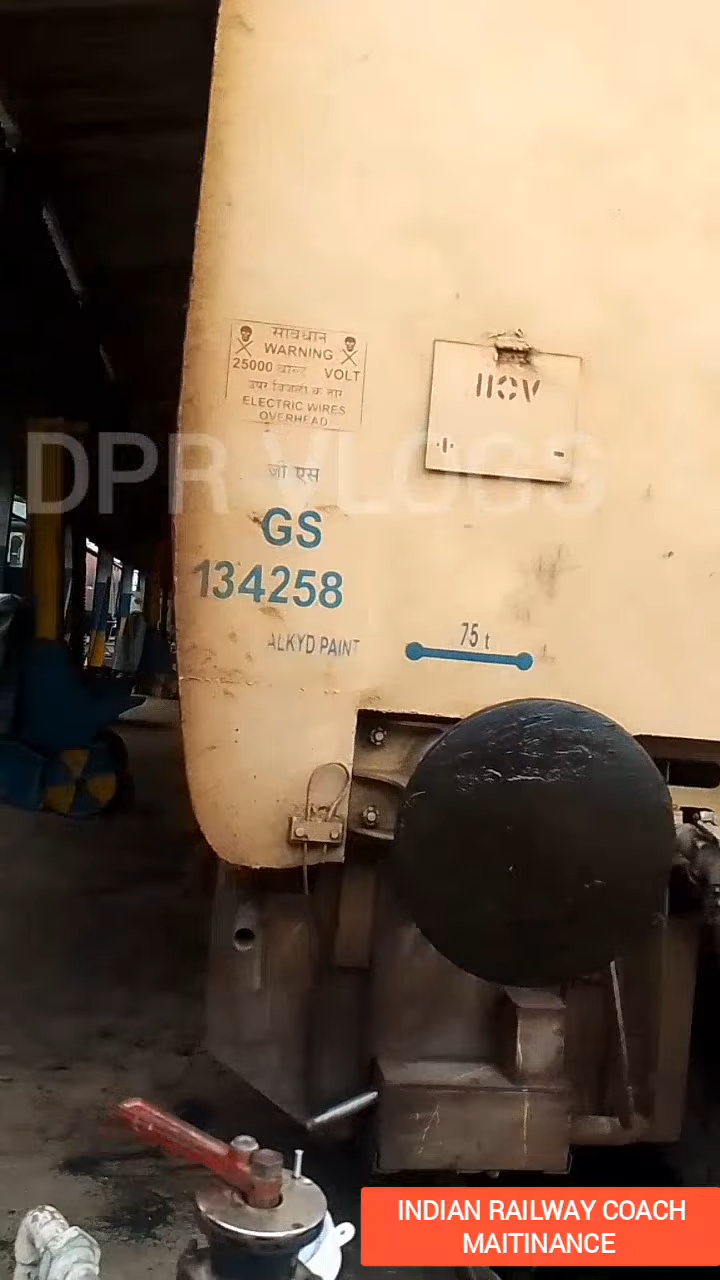 सावधान
WARNING
25000 वोल्ट VOLT
उपर बिजली के तार
ELECTRIC WIRES
OVERHEAD
110V
+ -
DPR VLOGS
जी एस
GS
134258
ALKYD PAINT
75 t
INDIAN RAILWAY COACH
MAITINANCE